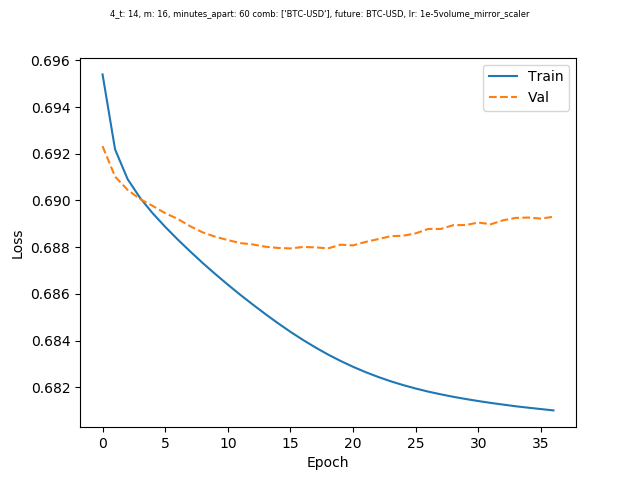 4_t: 14, m: 16, minutes_apart: 60 comb: ['BTC-USD'], future: BTC-USD, lr: 1e-5volume_mirror_scaler
0.696
0.694
0.692
0.690
0.688
0.686
0.684
0.682
Loss
Train
Val
0 5 10 15 20 25 30 35
Epoch